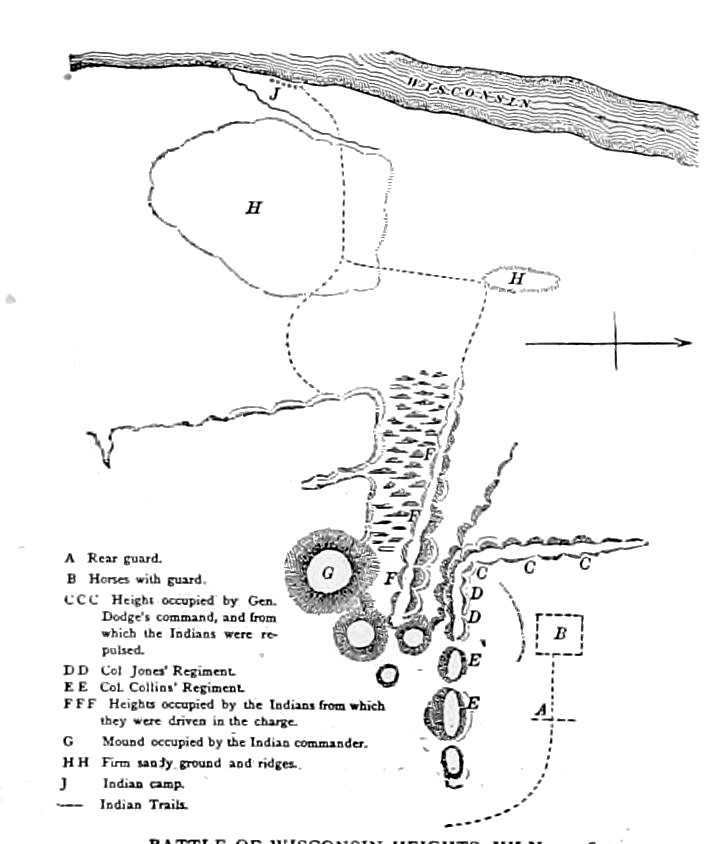 WISCONSIN
J
H
H
F
F
F
G
C
C
C
D
D
E
E
B
A
A Rear guard.
B Horses with guard.
C C C Height occupied by Gen.
Dodge's command, and from
which the Indians were re-
pulsed.
D D Col Jones' Regiment.
E E Col. Collins' Regiment.
F F F Heights occupied by the Indians from which
they were driven in the charge.
G Mound occupied by the Indian commander.
H H Firm sandy ground and ridges.
J Indian camp.
Indian Trails.
BATTLE OF WISCONSIN HEIGHTS,